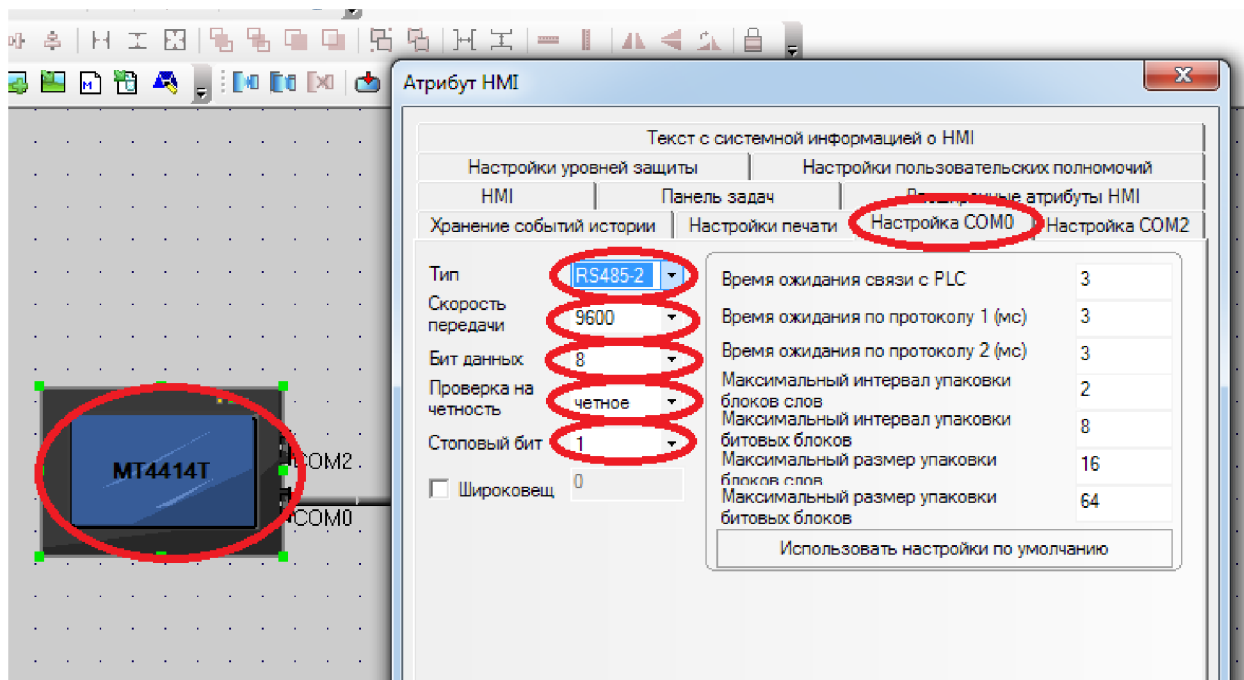 Атрибут HMI
Текст с системной информацией о HMI
Настройки уровней защиты
Настройки пользовательских полномочий
HMI
Панель задач
Расширенные атрибуты HMI
Хранение событий истории
Настройки печати
Настройка COM0
Настройка COM2
Тип
RS485-2
Скорость
передачи
9600
Бит данных
8
Проверка на
четность
четное
Стоповый бит
1
Широковещ
0
Время ожидания связи с PLC
3
Время ожидания по протоколу 1 (мс)
3
Время ожидания по протоколу 2 (мс)
3
Максимальный интервал упаковки
блоков слов
2
Максимальный интервал упаковки
битовых блоков
8
Максимальный размер упаковки
блоков слов
16
Максимальный размер упаковки
битовых блоков
64
Использовать настройки по умолчанию
MT4414T
COM2
COM0